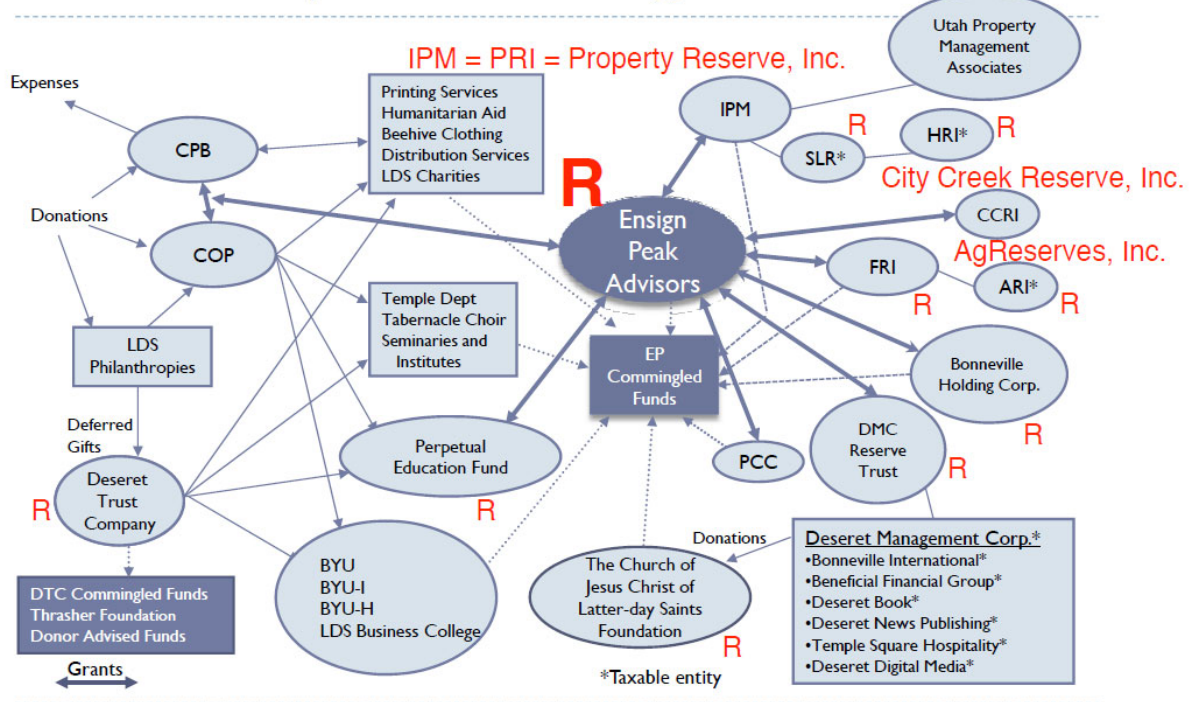 Utah Property
Management
Associates
IPM = PRI = Property Reserve, Inc.
Expenses
Printing Services
Humanitarian Aid
Beehive Clothing
Distribution Services
LDS Charities
IPM
CPB
R
HRI*
R
SLR*
R
City Creek Reserve, Inc.
Donations
Ensign
Peak
Advisors
CCRI
COP
AgReserves, Inc.
FRI
ARI*
R
R
Temple Dept
Tabernacle Choir
Seminaries and
Institutes
LDS
Philanthropies
EP
Commingled
Funds
Bonneville
Holding Corp.
R
Deferred
Gifts
Perpetual
Education Fund
R
PCC
DMC
Reserve
Trust
R
Deseret
Trust
Company
R
Donations
Deseret Management Corp.*
•Bonneville International*
•Beneficial Financial Group*
•Deseret Book*
•Deseret News Publishing*
•Temple Square Hospitality*
•Deseret Digital Media*
BYU
BYU-I
BYU-H
LDS Business College
The Church of
Jesus Christ of
Latter-day Saints
Foundation
R
DTC Commingled Funds
Thrasher Foundation
Donor Advised Funds
Grants
*Taxable entity